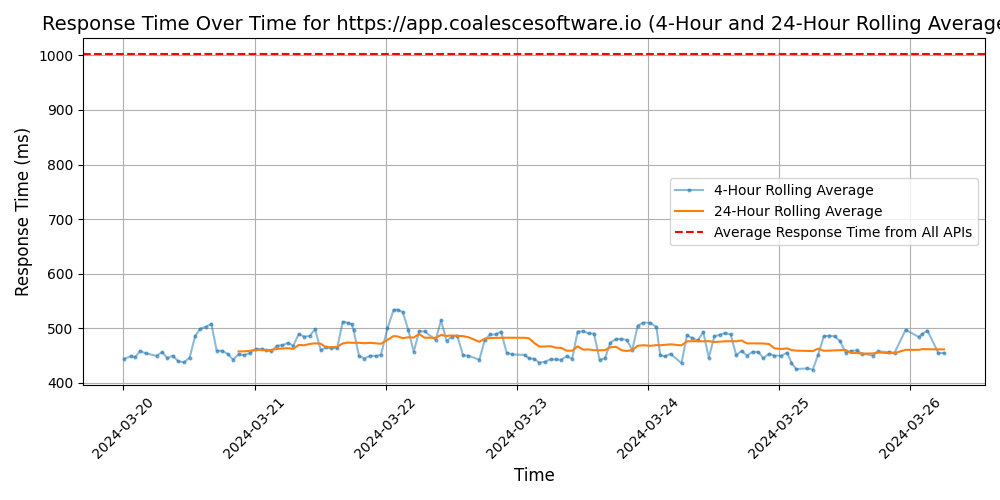 Response Time Over Time for https://app.coalescesoftware.io (4-Hour and 24-Hour Rolling Average
Response Time (ms)
1000
900
800
700
600
500
400
4-Hour Rolling Average
24-Hour Rolling Average
Average Response Time from All APIs
2024-03-20
2024-03-21
2024-03-22
2024-03-23
2024-03-24
2024-03-25
2024-03-26
Time